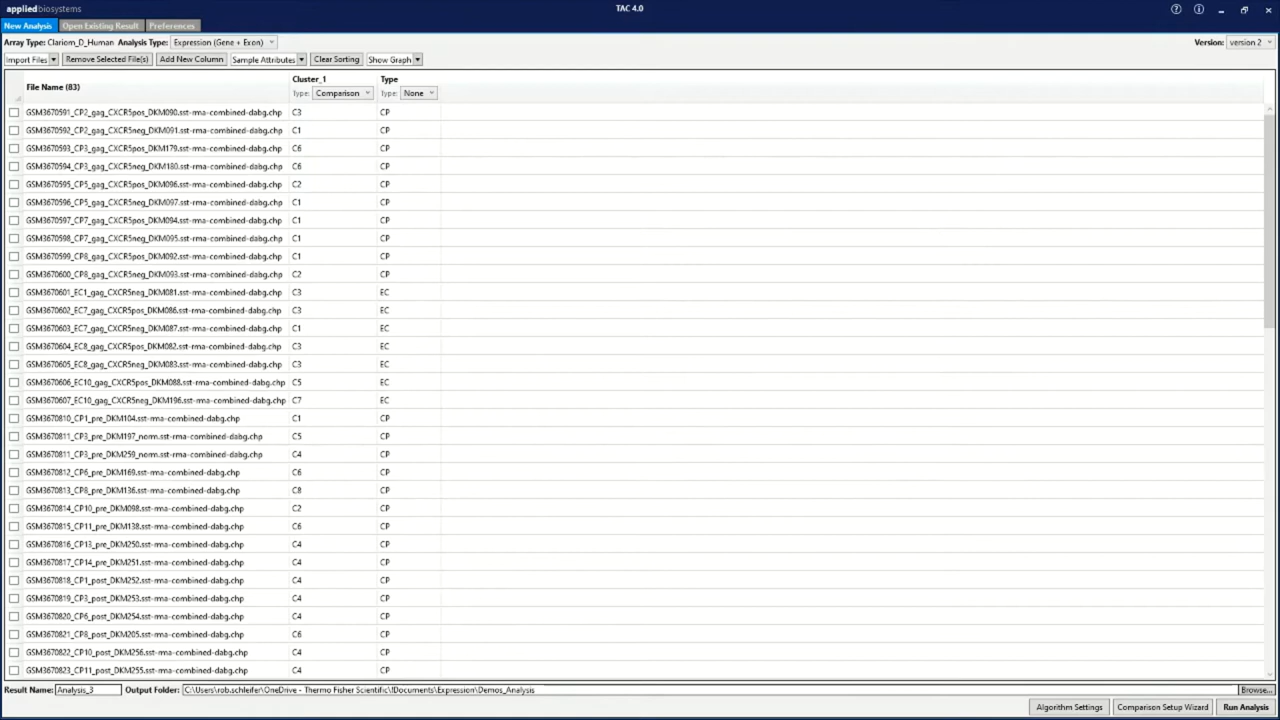 appliedbiosystems TAC 4.0
New Analysis Open Existing Result Preferences
Array Type: Clariom_D_Human Analysis Type: Expression (Gene + Exon) Version: version 2
Import Files Remove Selected File(s) Add New Column Sample Attributes Clear Sorting Show Graph
File Name (83) Cluster_1 Type
Type: Comparison Type: None
GSM3670591_CP2_gag_CXCR5pos_DKM090.sst-rma-combined-dabg.chp C3 CP
GSM3670592_CP2_gag_CXCR5neg_DKM091.sst-rma-combined-dabg.chp C1 CP
GSM3670593_CP3_gag_CXCR5pos_DKM179.sst-rma-combined-dabg.chp C6 CP
GSM3670594_CP3_gag_CXCR5neg_DKM180.sst-rma-combined-dabg.chp C6 CP
GSM3670595_CP5_gag_CXCR5pos_DKM096.sst-rma-combined-dabg.chp C2 CP
GSM3670596_CP5_gag_CXCR5neg_DKM097.sst-rma-combined-dabg.chp C1 CP
GSM3670597_CP7_gag_CXCR5pos_DKM094.sst-rma-combined-dabg.chp C1 CP
GSM3670598_CP7_gag_CXCR5neg_DKM095.sst-rma-combined-dabg.chp C1 CP
GSM3670599_CP8_gag_CXCR5pos_DKM092.sst-rma-combined-dabg.chp C1 CP
GSM3670600_CP8_gag_CXCR5neg_DKM093.sst-rma-combined-dabg.chp C2 CP
GSM3670601_EC1_gag_CXCR5neg_DKM081.sst-rma-combined-dabg.chp C3 EC
GSM3670602_EC7_gag_CXCR5pos_DKM086.sst-rma-combined-dabg.chp C3 EC
GSM3670603_EC7_gag_CXCR5neg_DKM087.sst-rma-combined-dabg.chp C1 EC
GSM3670604_EC8_gag_CXCR5pos_DKM082.sst-rma-combined-dabg.chp C3 EC
GSM3670605_EC8_gag_CXCR5neg_DKM083.sst-rma-combined-dabg.chp C3 EC
GSM3670606_EC10_gag_CXCR5pos_DKM088.sst-rma-combined-dabg.chp C5 EC
GSM3670607_EC10_gag_CXCR5neg_DKM196.sst-rma-combined-dabg.chp C7 EC
GSM3670810_CP1_pre_DKM104.sst-rma-combined-dabg.chp C1 CP
GSM3670811_CP3_pre_DKM197_norm.sst-rma-combined-dabg.chp C5 CP
GSM3670811_CP3_pre_DKM259_norm.sst-rma-combined-dabg.chp C4 CP
GSM3670812_CP6_pre_DKM169.sst-rma-combined-dabg.chp C6 CP
GSM3670813_CP8_pre_DKM136.sst-rma-combined-dabg.chp C8 CP
GSM3670814_CP10_pre_DKM098.sst-rma-combined-dabg.chp C2 CP
GSM3670815_CP11_pre_DKM138.sst-rma-combined-dabg.chp C6 CP
GSM3670816_CP13_pre_DKM250.sst-rma-combined-dabg.chp C4 CP
GSM3670817_CP14_pre_DKM251.sst-rma-combined-dabg.chp C4 CP
GSM3670818_CP1_post_DKM252.sst-rma-combined-dabg.chp C4 CP
GSM3670819_CP3_post_DKM253.sst-rma-combined-dabg.chp C4 CP
GSM3670820_CP6_post_DKM254.sst-rma-combined-dabg.chp C4 CP
GSM3670821_CP8_post_DKM205.sst-rma-combined-dabg.chp C6 CP
GSM3670822_CP10_post_DKM256.sst-rma-combined-dabg.chp C4 CP
GSM3670823_CP11_post_DKM255.sst-rma-combined-dabg.chp C4 CP
Result Name: Analysis_3 Output Folder: C:\Users\rob.schleifer\OneDrive - Thermo Fisher Scientific\!Documents\Expression\Demos_Analysis Browse...
Algorithm Settings Comparison Setup Wizard Run Analysis